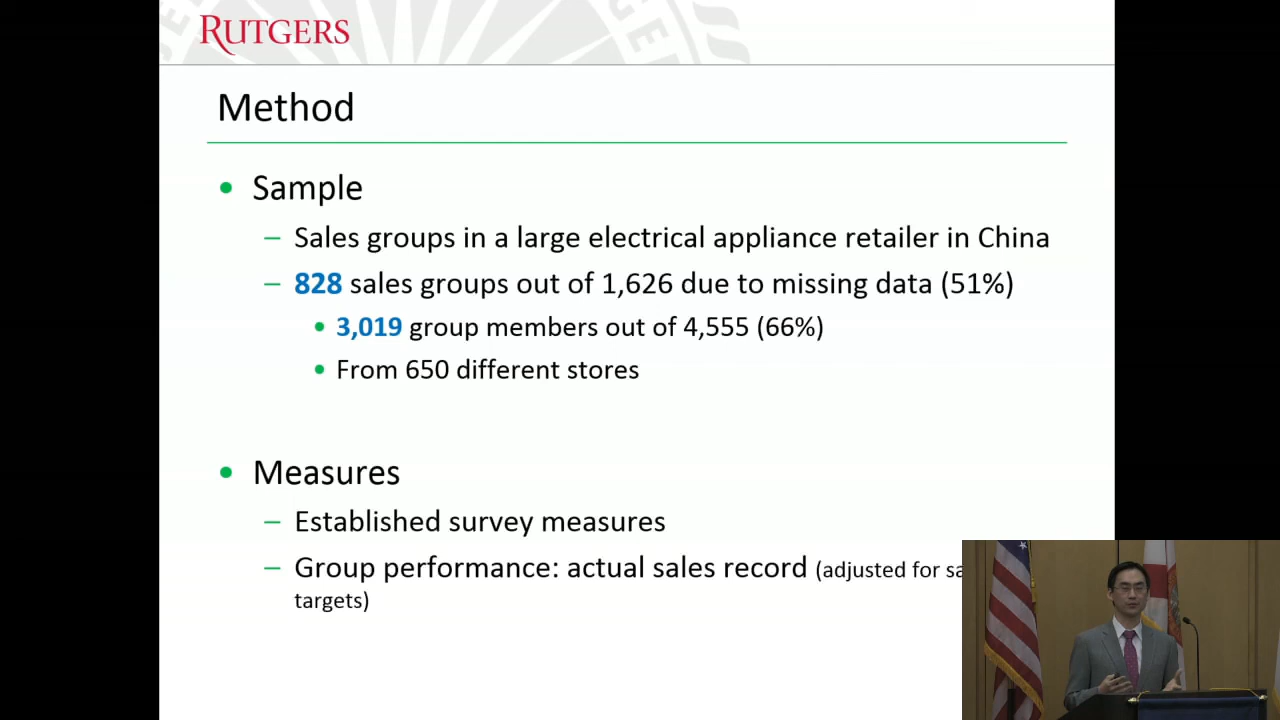 RUTGERS
Method
• Sample
– Sales groups in a large electrical appliance retailer in China
– 828 sales groups out of 1,626 due to missing data (51%)
• 3,019 group members out of 4,555 (66%)
• From 650 different stores
• Measures
– Established survey measures
– Group performance: actual sales record (adjusted for
targets)